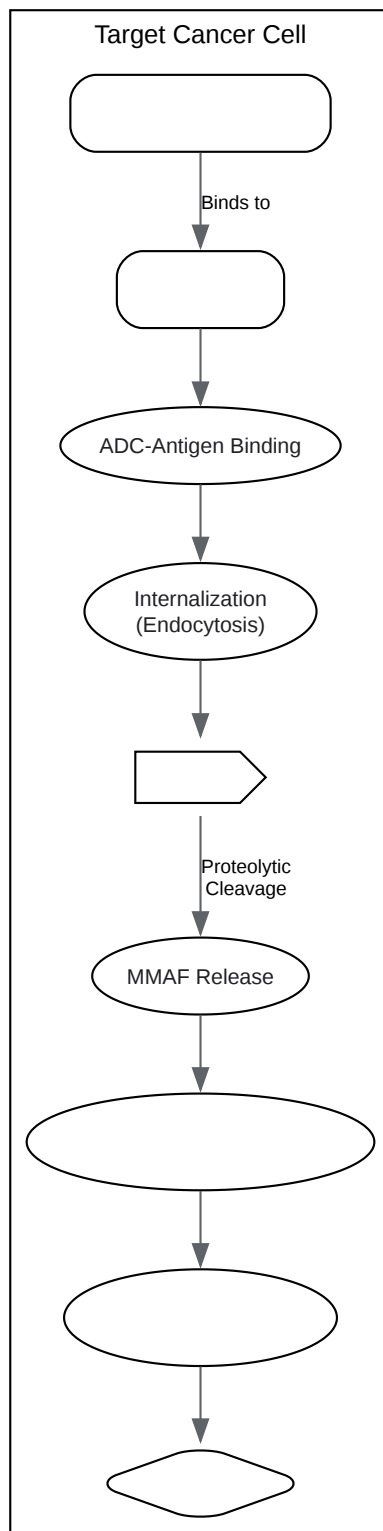 Target Cancer Cell
Binds to
ADC-Antigen Binding
Internalization
(Endocytosis)
Proteolytic
Cleavage
MMAF Release